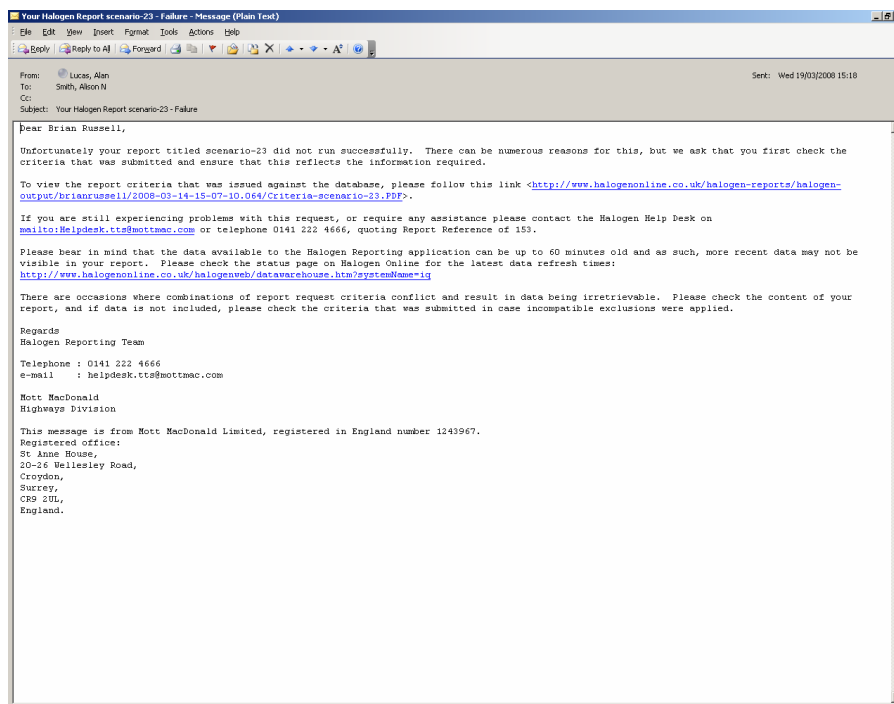 Your Halogen Report scenario-23 - Failure - Message (Plain Text)
File Edit View Insert Format Tools Actions Help
Reply Reply to All Forward
From: Lucas, Alan Sent: Wed 19/03/2008 15:18
To: Smith, Alison N
Cc:
Subject: Your Halogen Report scenario-23 - Failure
Dear Brian Russell,
Unfortunately your report titled scenario-23 did not run successfully. There can be numerous reasons for this, but we ask that you first check the
criteria that was submitted and ensure that this reflects the information required.
To view the report criteria that was issued against the database, please follow this link <http://www.halogenonline.co.uk/halogen-reports/halogen-
output/brianrussell/2008-03-14-15-07-10.064/Criteria-scenario-23.PDF>.
If you are still experiencing problems with this request, or require any assistance please contact the Halogen Help Desk on
mailto:Helpdesk.tts@mottmac.com or telephone 0141 222 4666, quoting Report Reference of 153.
Please bear in mind that the data available to the Halogen Reporting application can be up to 60 minutes old and as such, more recent data may not be
visible in your report. Please check the status page on Halogen Online for the latest data refresh times:
http://www.halogenonline.co.uk/halogenweb/datawarehouse.htm?systemName=iq
There are occasions where combinations of report request criteria conflict and result in data being irretrievable. Please check the content of your
report, and if data is not included, please check the criteria that was submitted in case incompatible exclusions were applied.
Regards
Halogen Reporting Team
Telephone : 0141 222 4666
e-mail : helpdesk.tts@mottmac.com
Mott MacDonald
Highways Division
This message is from Mott MacDonald Limited, registered in England number 1243967.
Registered office:
St Anne House,
20-26 Wellesley Road,
Croydon,
Surrey,
CR9 2UL,
England.